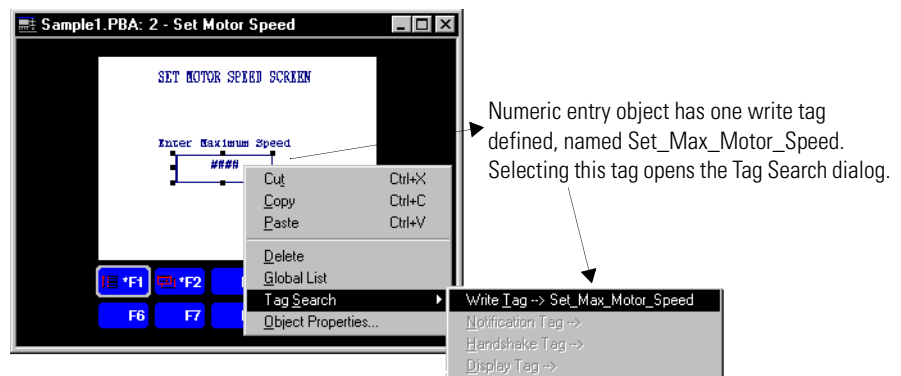 Sample1.PBA: 2 - Set Motor Speed
SET MOTOR SPEED SCREEN
Enter Maximum Speed
####
Numeric entry object has one write tag
defined, named Set_Max_Motor_Speed.
Selecting this tag opens the Tag Search dialog.
Cut Ctrl+X
Copy Ctrl+C
Paste Ctrl+V
Delete
Global List
Tag Search
Object Properties...
*F1 *F2
F6 F7
Write Tag --> Set_Max_Motor_Speed
Notification Tag -->
Handshake Tag -->
Display Tag -->